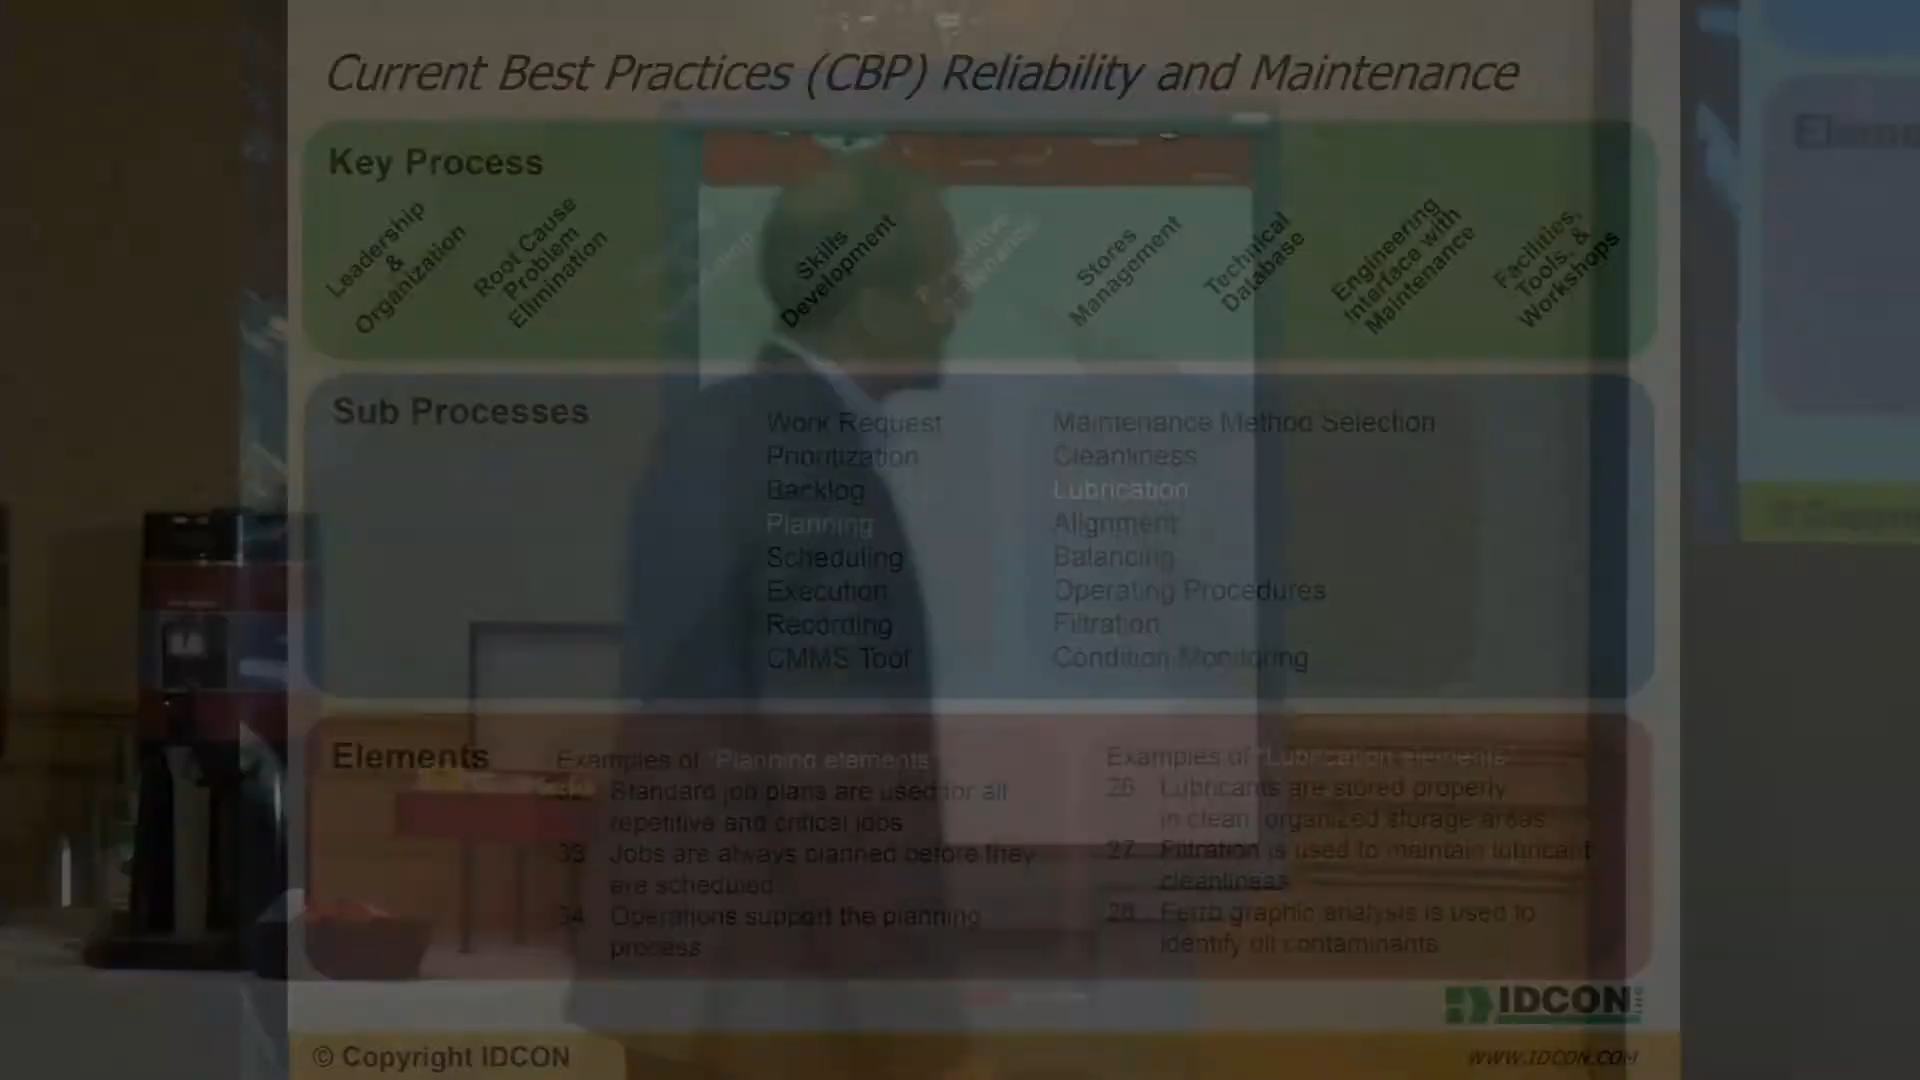 Current Best Practices (CBP) Reliability and Maintenance
Key Process
Leadership
&
Organization
Root Cause
Problem
Elimination
Skills
Development
Stores
Management
Technical
Database
Engineering
Interface with
Maintenance
Facilities,
Tools, &
Workshops
Sub Processes
Work Request
Prioritization
Backlog
Planning
Scheduling
Execution
Recording
CMMS Tool
Maintenance Method Selection
Cleanliness
Lubrication
Alignment
Balancing
Operating Procedures
Filtration
Condition Monitoring
Elements
Examples of "Planning elements
32 Standard job plans are used for all
repetitive and critical jobs
33 Jobs are always planned before they
are scheduled
34 Operations support the planning
process
Examples of "Lubrication elements"
26 Lubricants are stored properly
in clean, organized storage areas
27 Filtration is used to maintain lubricant
cleanliness
28 Ferro graphic analysis is used to
identify oil contaminants
IDCON INC
© Copyright IDCON
WWW.IDCON.COM